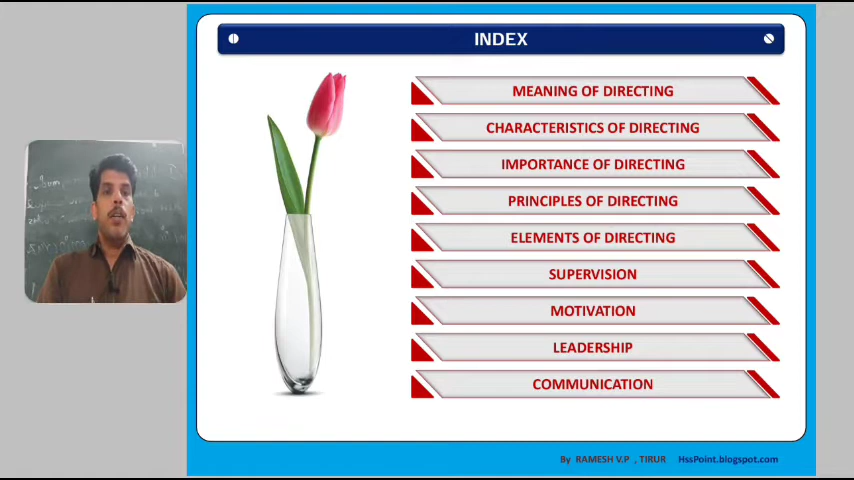 INDEX
MEANING OF DIRECTING
CHARACTERISTICS OF DIRECTING
IMPORTANCE OF DIRECTING
PRINCIPLES OF DIRECTING
ELEMENTS OF DIRECTING
SUPERVISION
MOTIVATION
LEADERSHIP
COMMUNICATION
By RAMESH V.P , TIRUR HssPoint.blogspot.com